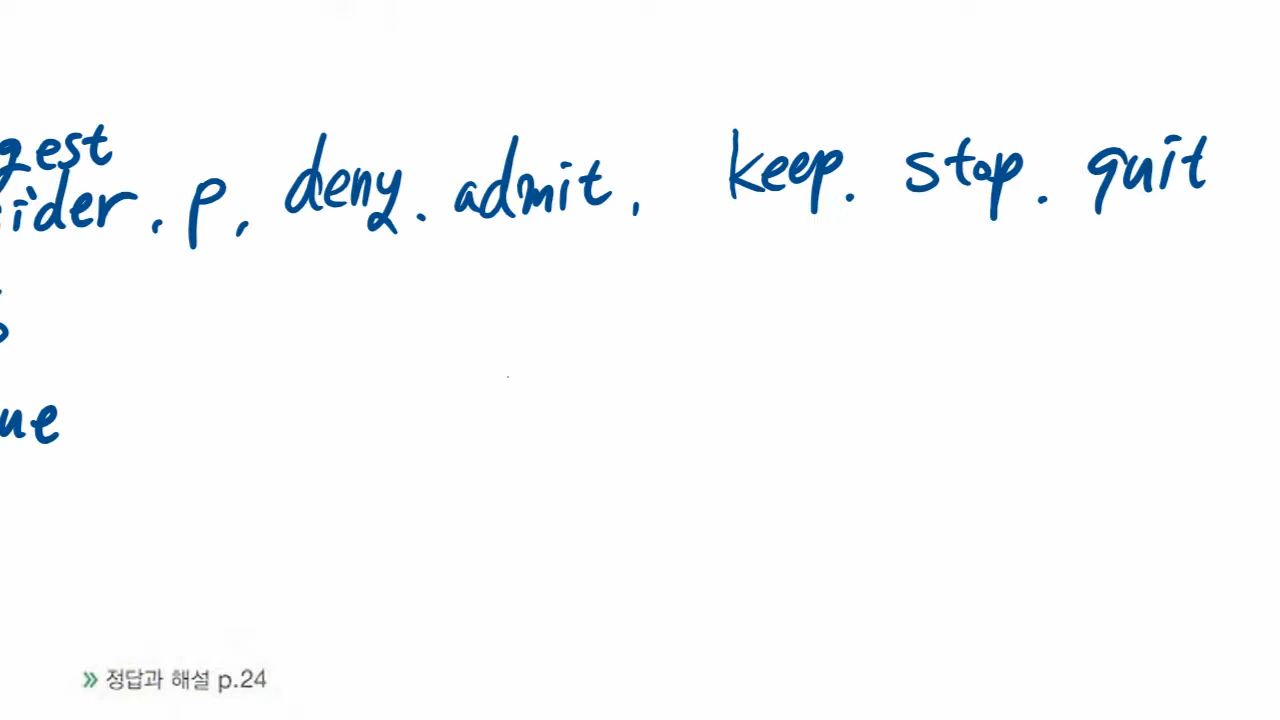 gest
ider, p, deny. admit, keep. stop. quit
ue
» 정답과 해설 p.24